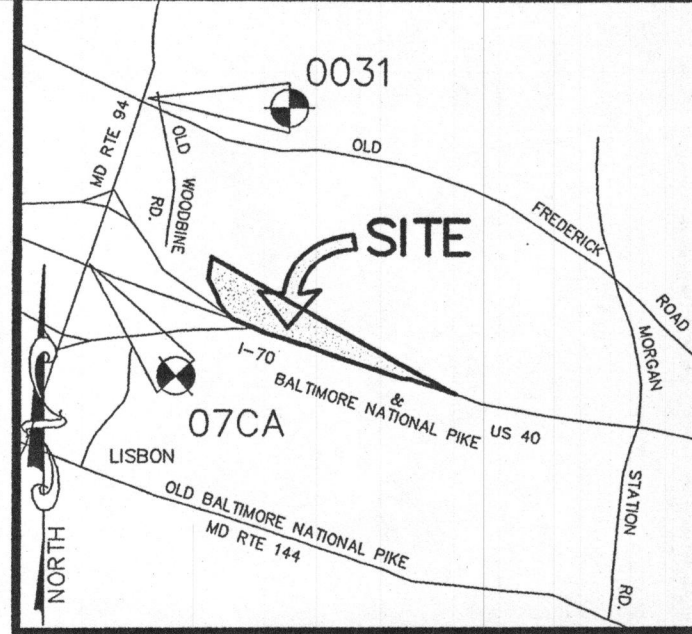 0031
MD RTE 94
OLD
WOODBINE
RD.
OLD
FREDERICK
ROAD
SITE
MORGAN
STATION
RD.
I-70
&
BALTIMORE NATIONAL PIKE
US 40
07CA
LISBON
OLD BALTIMORE NATIONAL PIKE
MD RTE 144
NORTH